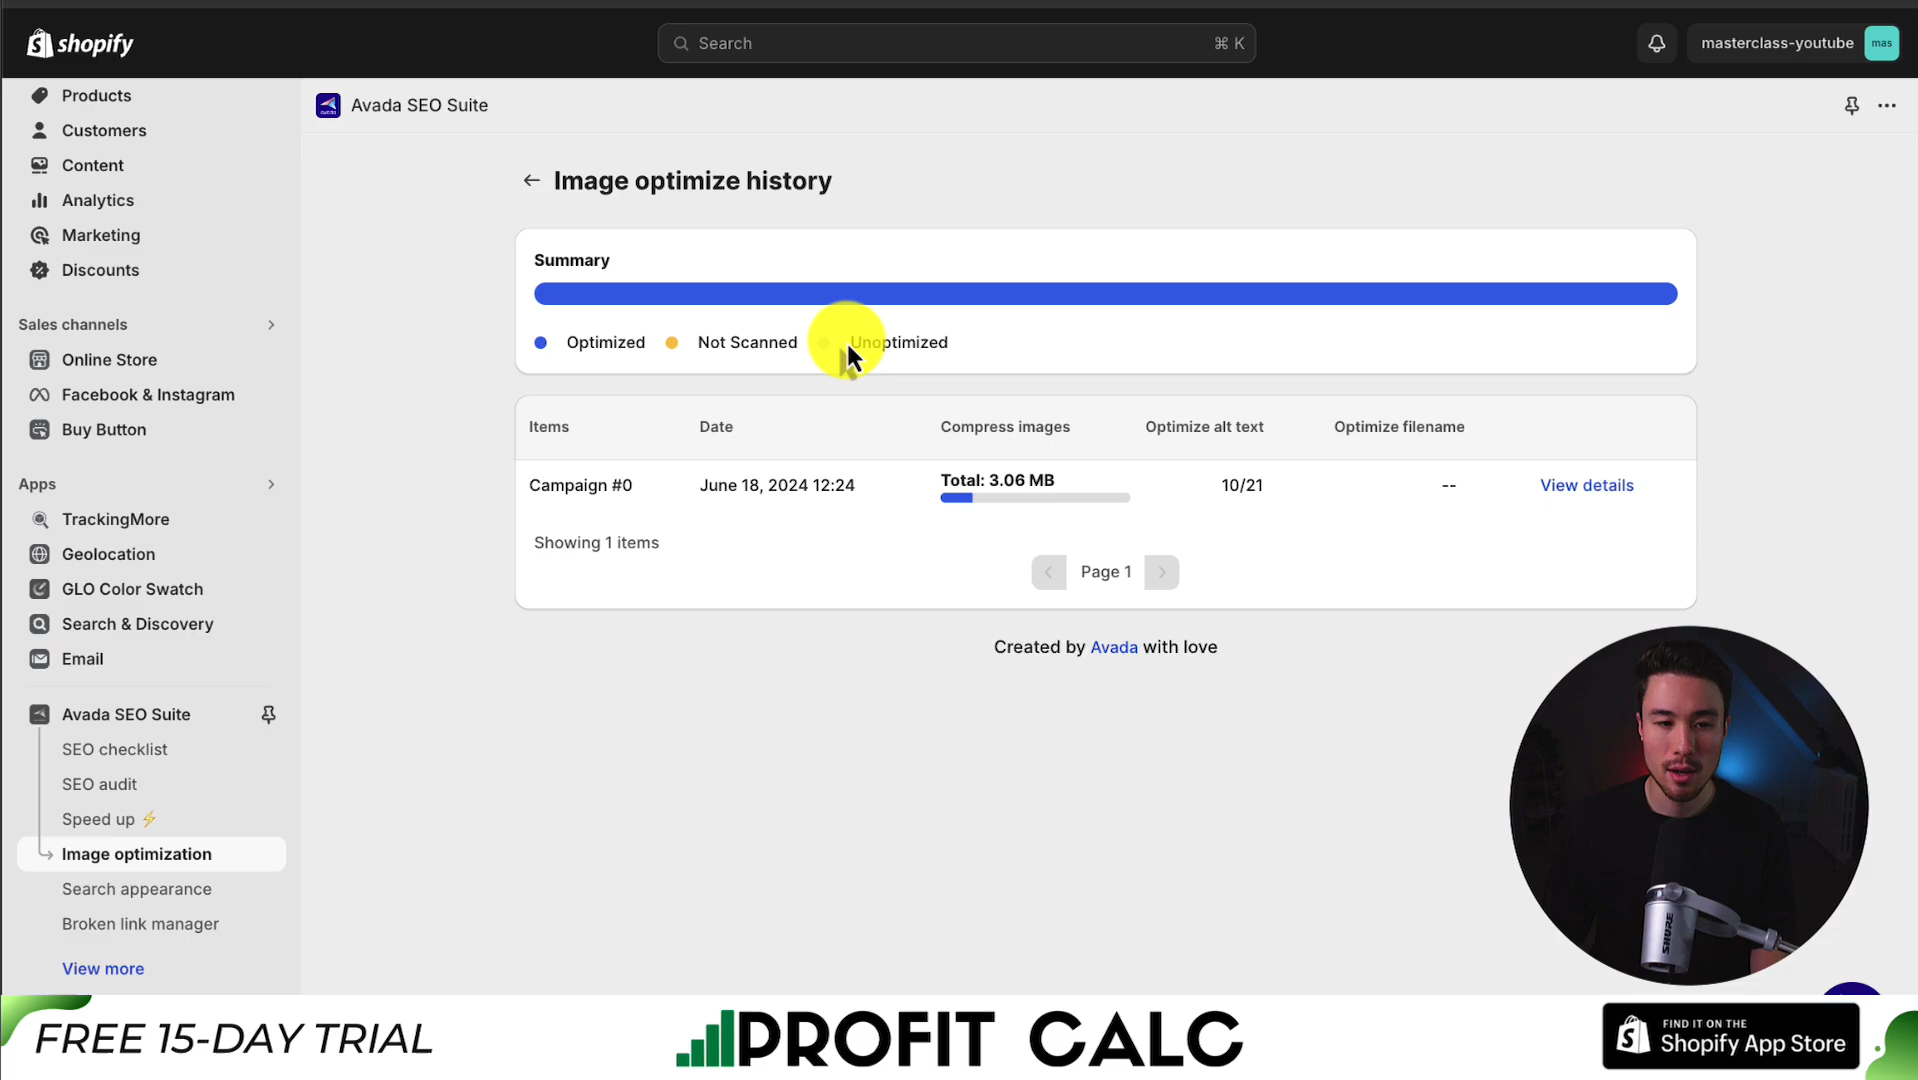 shopify
Search
⌘ K
masterclass-youtube
mas
Products
Customers
Content
Analytics
Marketing
Discounts
Sales channels
Online Store
Facebook & Instagram
Buy Button
Apps
TrackingMore
Geolocation
GLO Color Swatch
Search & Discovery
Email
Avada SEO Suite
SEO checklist
SEO audit
Speed up ⚡
Image optimization
Search appearance
Broken link manager
View more
Avada SEO Suite
Image optimize history
Summary
Optimized
Not Scanned
Unoptimized
Items
Date
Compress images
Optimize alt text
Optimize filename
Campaign #0
June 18, 2024 12:24
Total: 3.06 MB
10/21
--
View details
Showing 1 items
Page 1
Created by Avada with love
SHURE
FREE 15-DAY TRIAL
PROFIT CALC
FIND IT ON THE
Shopify App Store